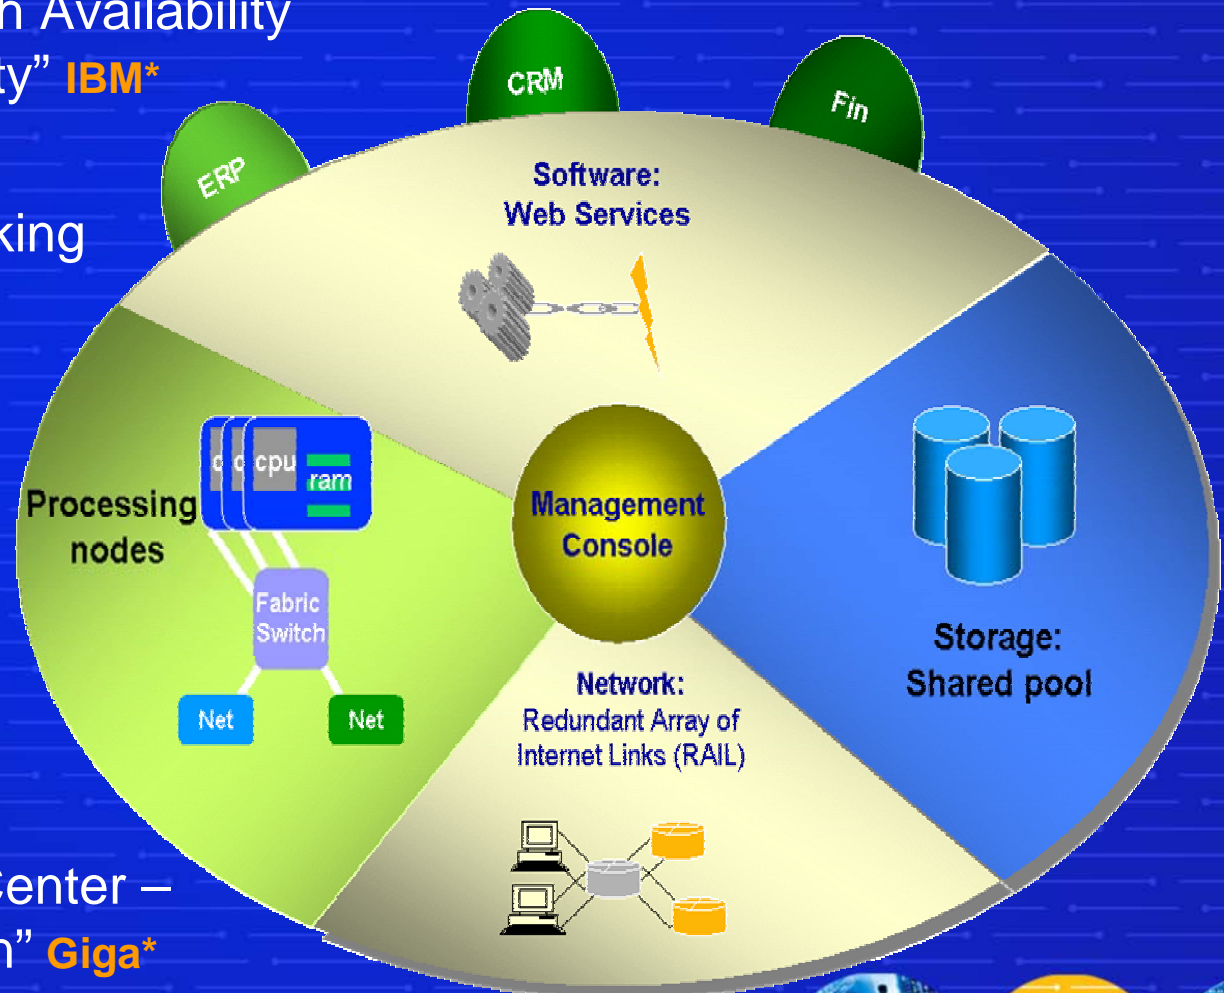 h Availability
ty” IBM*
king
CRM
Fin
ERP
Software:
Web Services
cpu
ram
Processing
nodes
Fabric
Switch
Net
Net
Management
Console
Storage:
Shared pool
Network:
Redundant Array of
Internet Links (RAIL)
Center –
n” Giga*